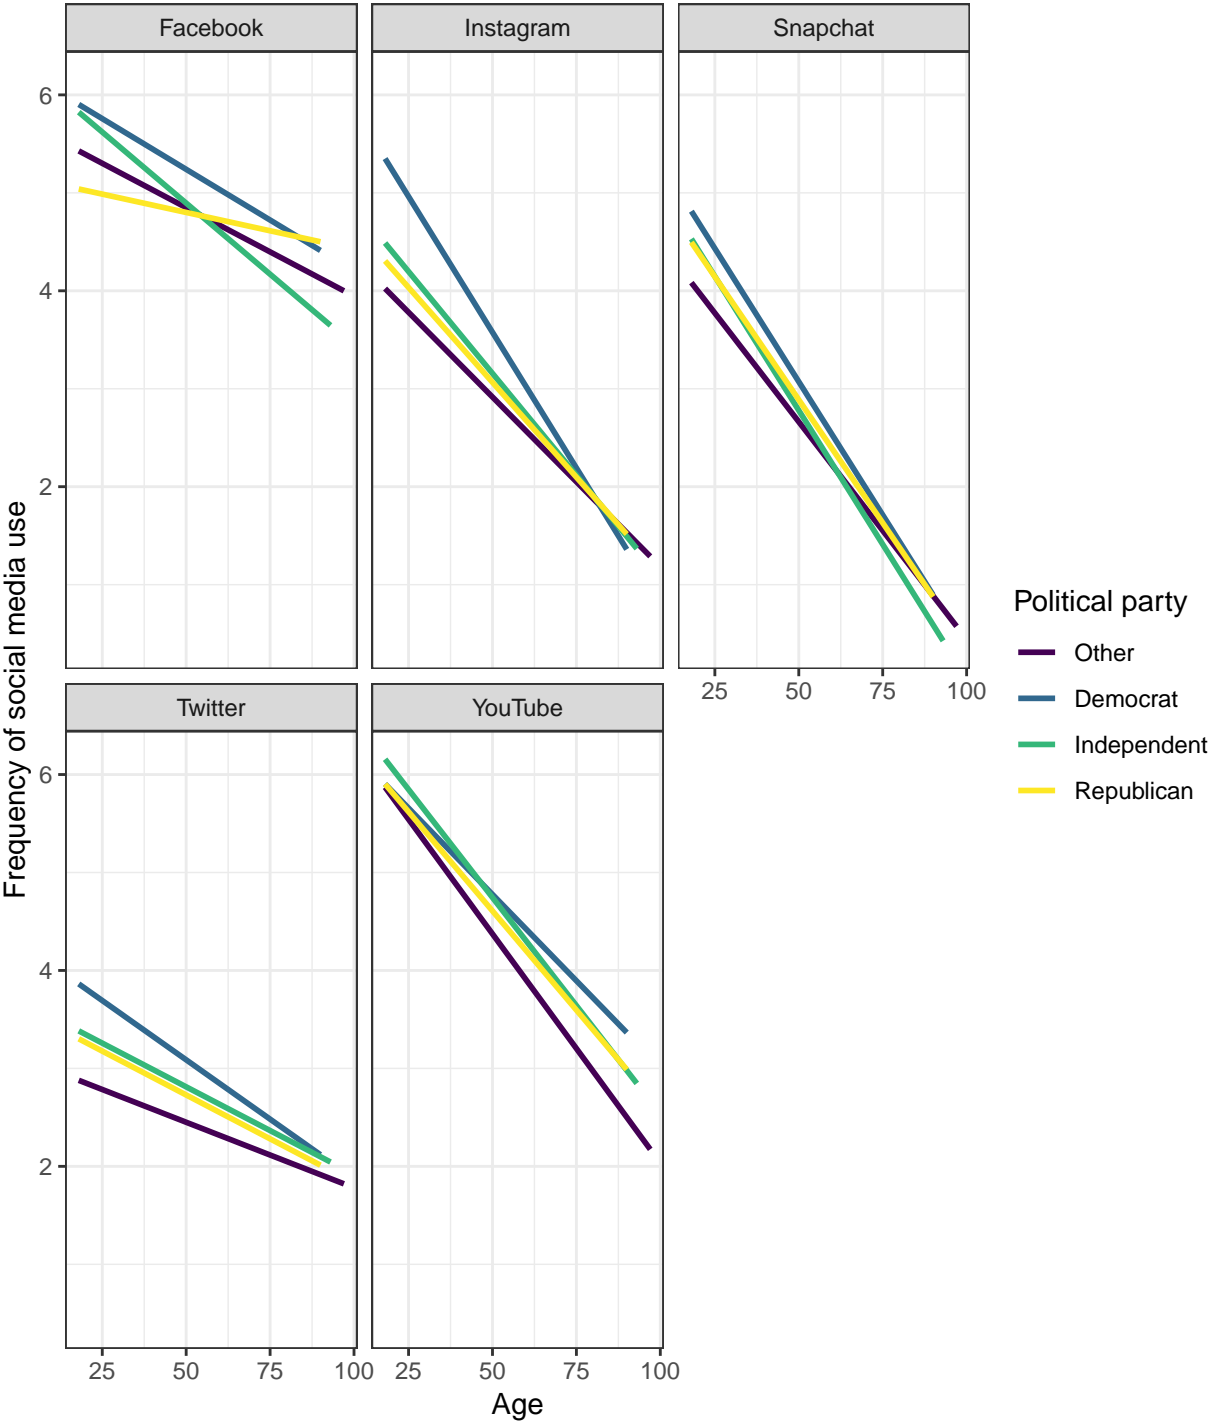 Facebook
Instagram
Snapchat
6
4
2
25
50
75
100
Twitter
YouTube
6
4
2
25
50
75
100
25
50
75
100
Age
Frequency of social media use
Political party
Other
Democrat
Independent
Republican